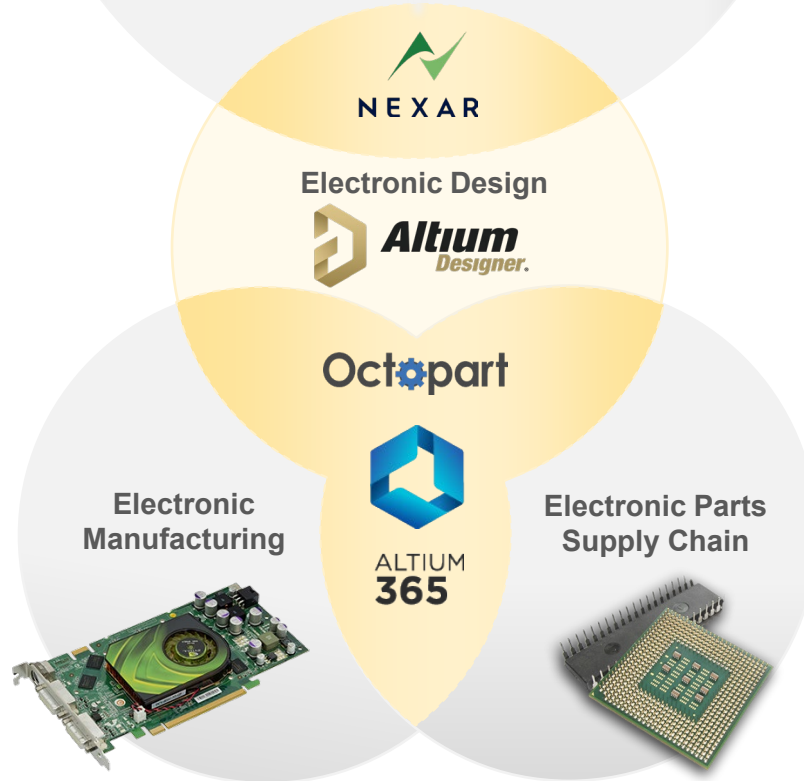 NEXAR
Electronic Design
Altium
Designer.
Octopart
Electronic
Manufacturing
Electronic Parts
Supply Chain
ALTIUM
365